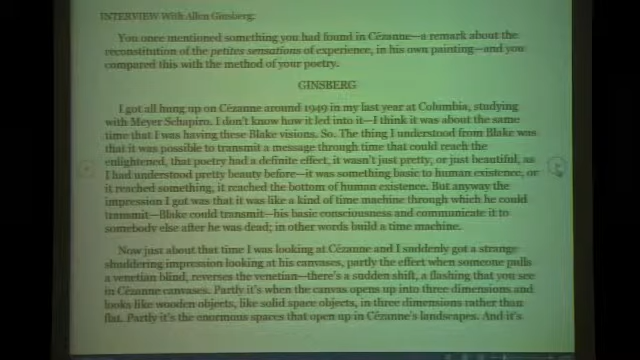 INTERVIEW With Allen Ginsberg:
You once mentioned something you had found in Cézanne—a remark about the
reconstitution of the petites sensations of experience, in his own painting—and you
compared this with the method of your poetry.
GINSBERG
I got all hung up on Cézanne around 1949 in my last year at Columbia, studying
with Meyer Schapiro. I don't know how it led into it—I think it was about the same
time that I was having these Blake visions. So. The thing I understood from Blake was
that it was possible to transmit a message through time that could reach the
enlightened, that poetry had a definite effect, it wasn't just pretty, or just beautiful, as
I had understood pretty beauty before—it was something basic to human existence, or
it reached something, it reached the bottom of human existence. But anyway the
impression I got was that it was like a kind of time machine through which he could
transmit—Blake could transmit—his basic consciousness and communicate it to
somebody else after he was dead; in other words build a time machine.
Now just about that time I was looking at Cézanne and I suddenly got a strange
shuddering impression looking at his canvases, partly the effect when someone pulls
a venetian blind, reverses the venetian—there's a sudden shift, a flashing that you see
in Cézanne canvases. Partly it's when the canvas opens up into three dimensions and
looks like wooden objects, like solid space objects, in three dimensions rather than
flat. Partly it's the enormous spaces that open up in Cézanne's landscapes. And it's